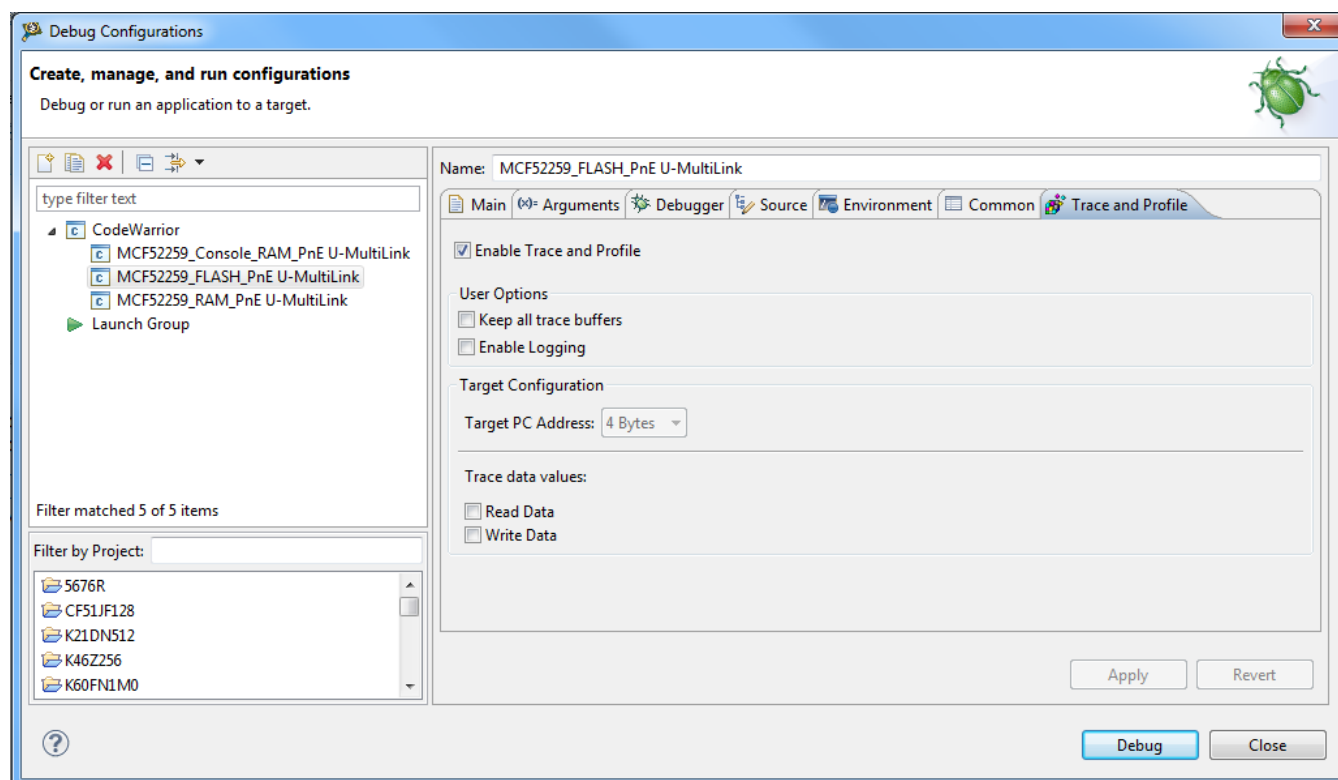 Debug Configurations
Create, manage, and run configurations
Debug or run an application to a target.
type filter text
CodeWarrior
MCF52259_Console_RAM_PnE U-MultiLink
MCF52259_FLASH_PnE U-MultiLink
MCF52259_RAM_PnE U-MultiLink
Launch Group
Filter matched 5 of 5 items
Filter by Project:
5676R
CF51JF128
K21DN512
K46Z256
K60FN1M0
Name: MCF52259_FLASH_PnE U-MultiLink
Main (x)= Arguments Debugger Source Environment Common Trace and Profile
Enable Trace and Profile
User Options
Keep all trace buffers
Enable Logging
Target Configuration
Target PC Address: 4 Bytes
Trace data values:
Read Data
Write Data
Apply Revert
Debug Close